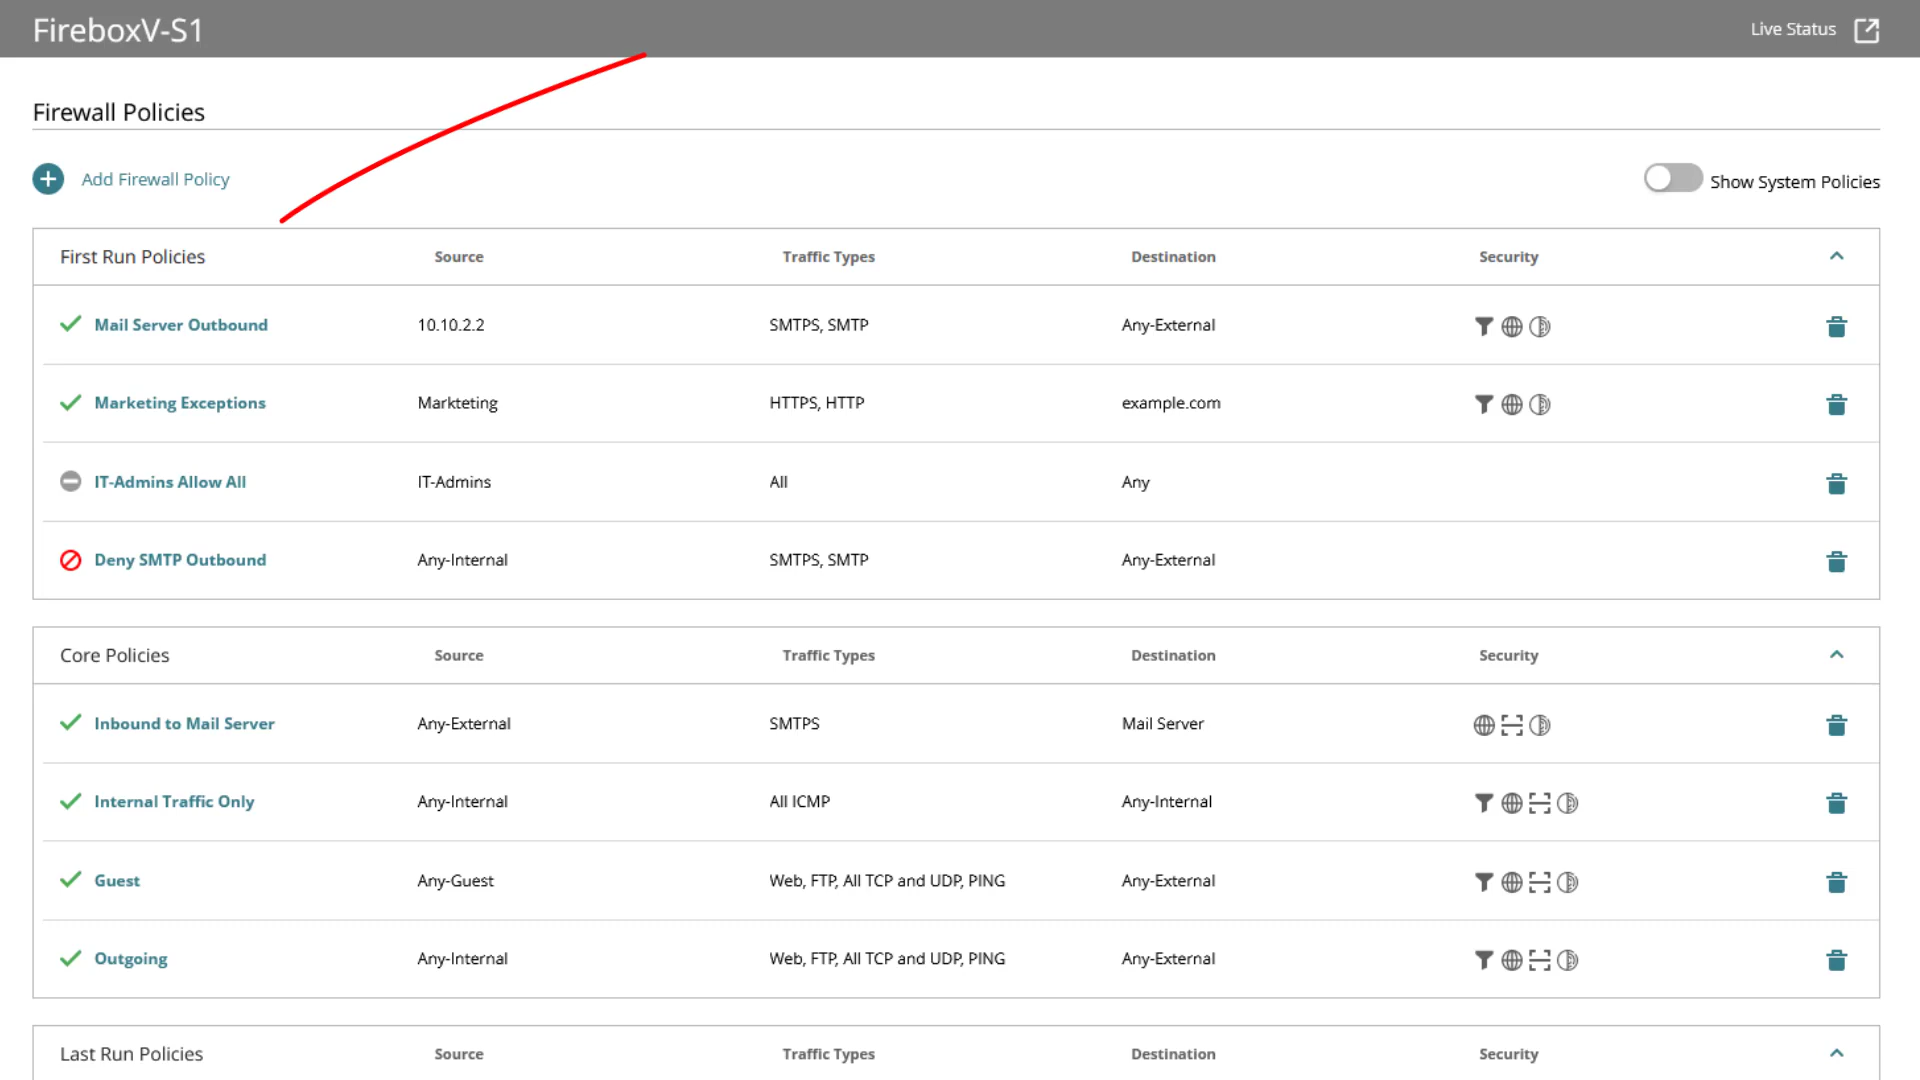 FireboxV-S1
Live Status
Firewall Policies
Add Firewall Policy
Show System Policies
First Run Policies Source Traffic Types Destination Security
Mail Server Outbound 10.10.2.2 SMTPS, SMTP Any-External
Marketing Exceptions Markteting HTTPS, HTTP example.com
IT-Admins Allow All IT-Admins All Any
Deny SMTP Outbound Any-Internal SMTPS, SMTP Any-External
Core Policies Source Traffic Types Destination Security
Inbound to Mail Server Any-External SMTPS Mail Server
Internal Traffic Only Any-Internal All ICMP Any-Internal
Guest Any-Guest Web, FTP, All TCP and UDP, PING Any-External
Outgoing Any-Internal Web, FTP, All TCP and UDP, PING Any-External
Last Run Policies Source Traffic Types Destination Security